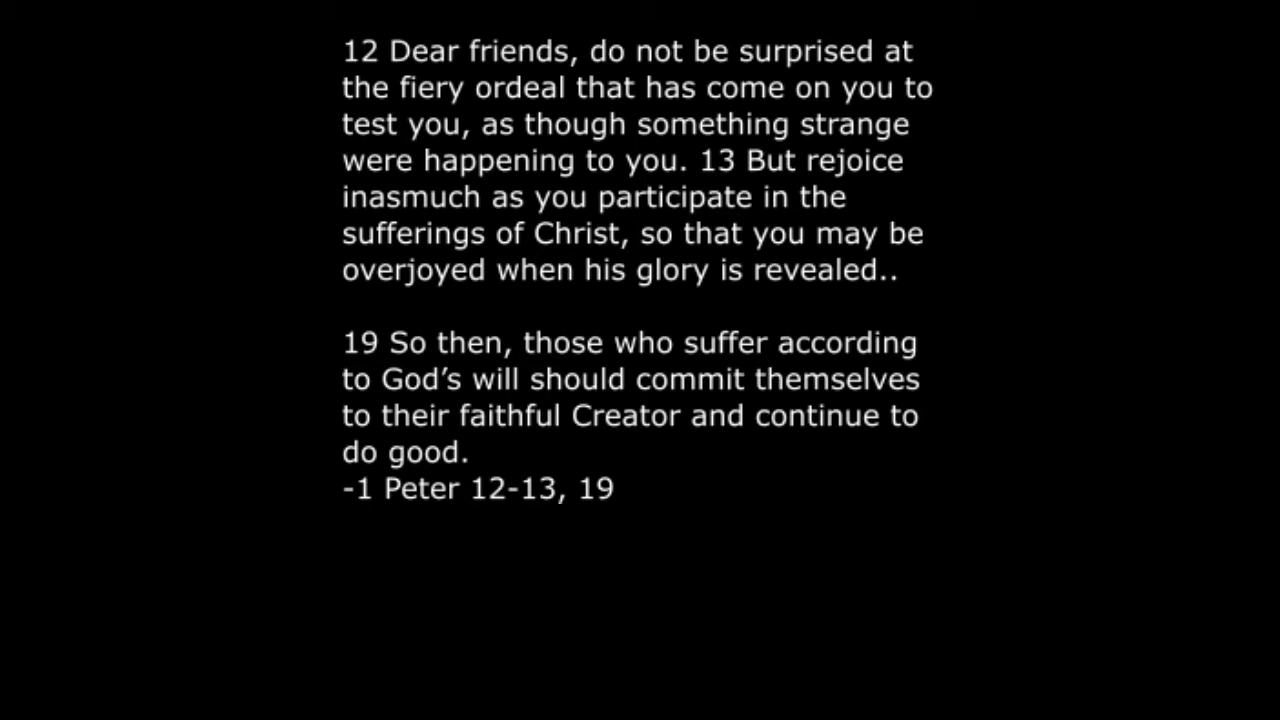 12 Dear friends, do not be surprised at
the fiery ordeal that has come on you to
test you, as though something strange
were happening to you. 13 But rejoice
inasmuch as you participate in the
sufferings of Christ, so that you may be
overjoyed when his glory is revealed..
19 So then, those who suffer according
to God’s will should commit themselves
to their faithful Creator and continue to
do good.
-1 Peter 12-13, 19